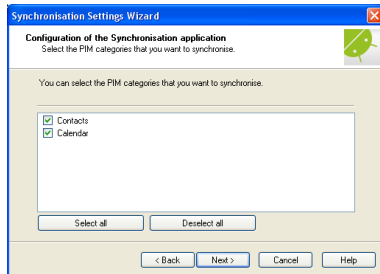 Synchronisation Settings Wizard
Configuration of the Synchronisation application
Select the PIM categories that you want to synchronise.
You can select the PIM categories that you want to synchronise.
Contacts
Calendar
Select all Deselect all
< Back Next > Cancel Help